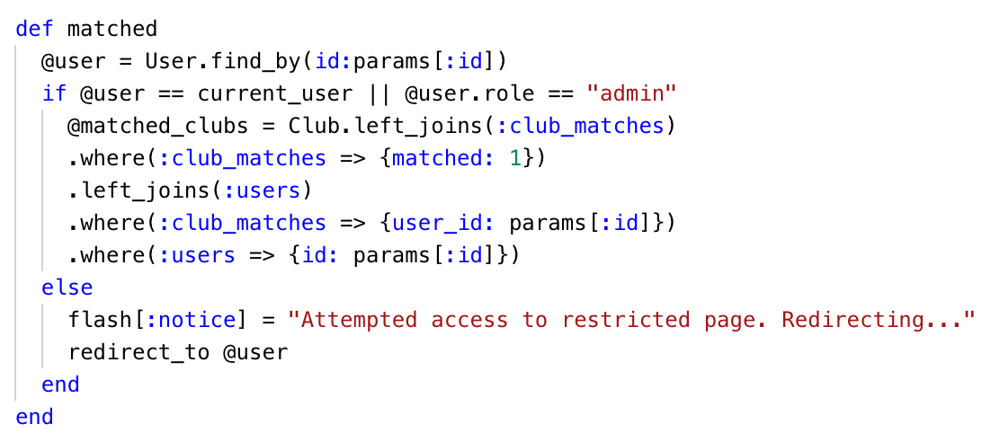 def matched
  @user = User.find_by(id:params[:id])
  if @user == current_user || @user.role == "admin"
    @matched_clubs = Club.left_joins(:club_matches)
    .where(:club_matches => {matched: 1})
    .left_joins(:users)
    .where(:club_matches => {user_id: params[:id]})
    .where(:users => {id: params[:id]})
  else
    flash[:notice] = "Attempted access to restricted page. Redirecting..."
    redirect_to @user
  end
end